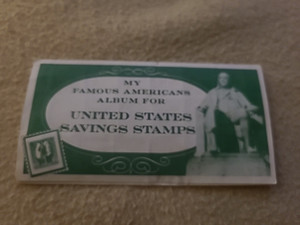 MY
FAMOUS AMERICANS
ALBUM FOR
UNITED STATES
SAVINGS STAMPS